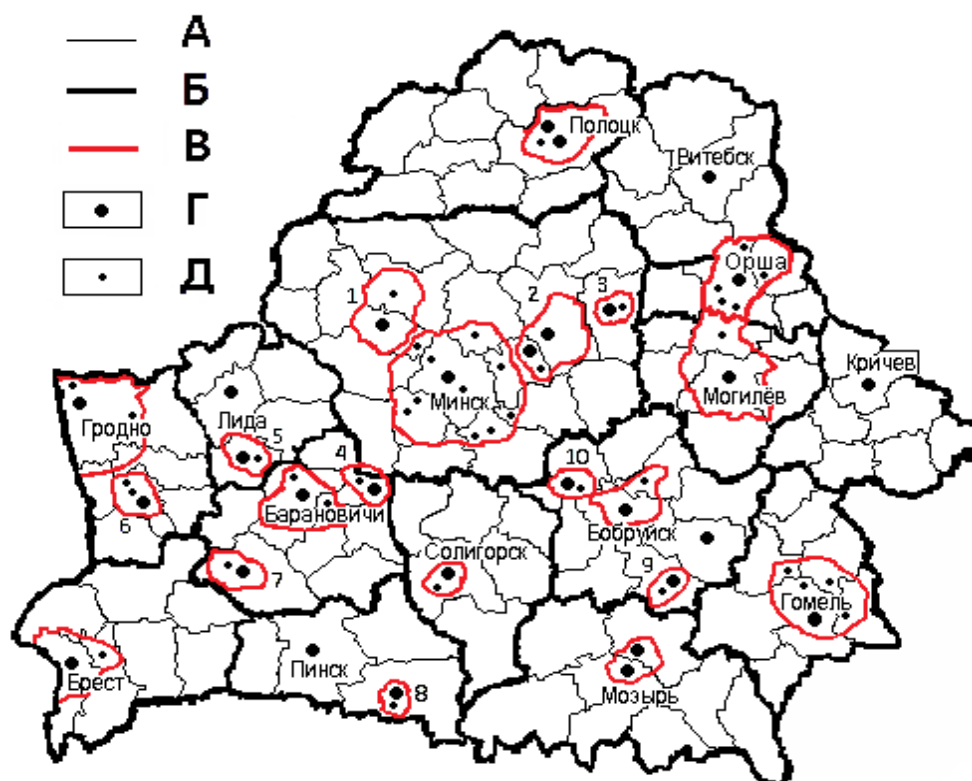 А
Б
В
Г
Д
Полоцк
Витебск
Орша
1
2
3
Кричев
Могилёв
Минск
Гродно
Лида
5
4
10
6
Барановичи
Бобруйск
Солигорск
7
9
Гомель
Брест
Пинск
8
Мозырь